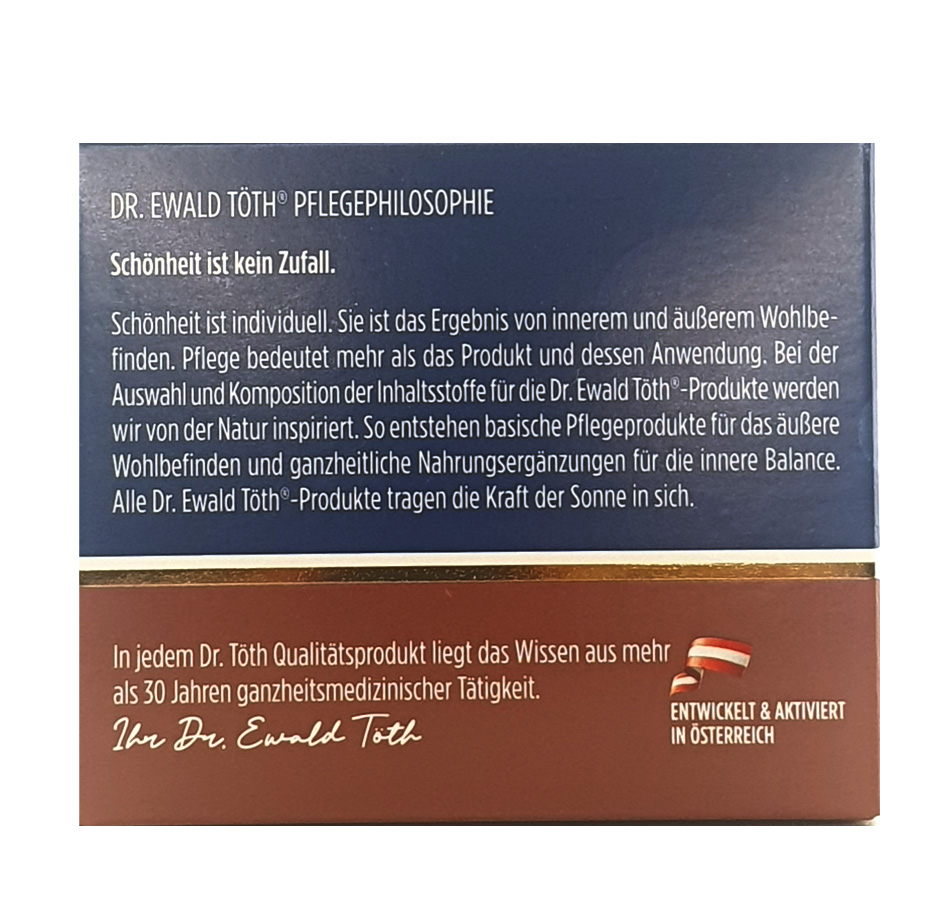 DR. EWALD TÖTH® PFLEGEPHILOSOPHIE
Schönheit ist kein Zufall.
Schönheit ist individuell. Sie ist das Ergebnis von innerem und äußerem Wohlbe-
finden. Pflege bedeutet mehr als das Produkt und dessen Anwendung. Bei der
Auswahl und Komposition der Inhaltsstoffe für die Dr. Ewald Töth®-Produkte werden
wir von der Natur inspiriert. So entstehen basische Pflegeprodukte für das äußere
Wohlbefinden und ganzheitliche Nahrungsergänzungen für die innere Balance.
Alle Dr. Ewald Töth®-Produkte tragen die Kraft der Sonne in sich.
In jedem Dr. Töth Qualitätsprodukt liegt das Wissen aus mehr
als 30 Jahren ganzheitsmedizinischer Tätigkeit.
Ihr Dr. Ewald Töth
ENTWICKELT & AKTIVIERT
IN ÖSTERREICH